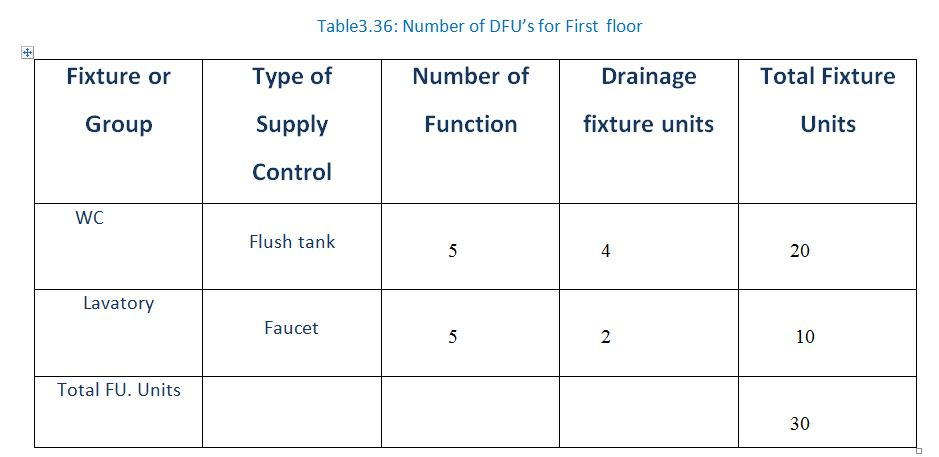 Table3.36: Number of DFU's for First floor
Fixture or Group	Type of Supply Control	Number of Function	Drainage fixture units	Total Fixture Units
WC	Flush tank	5	4	20
Lavatory	Faucet	5	2	10
Total FU. Units				30